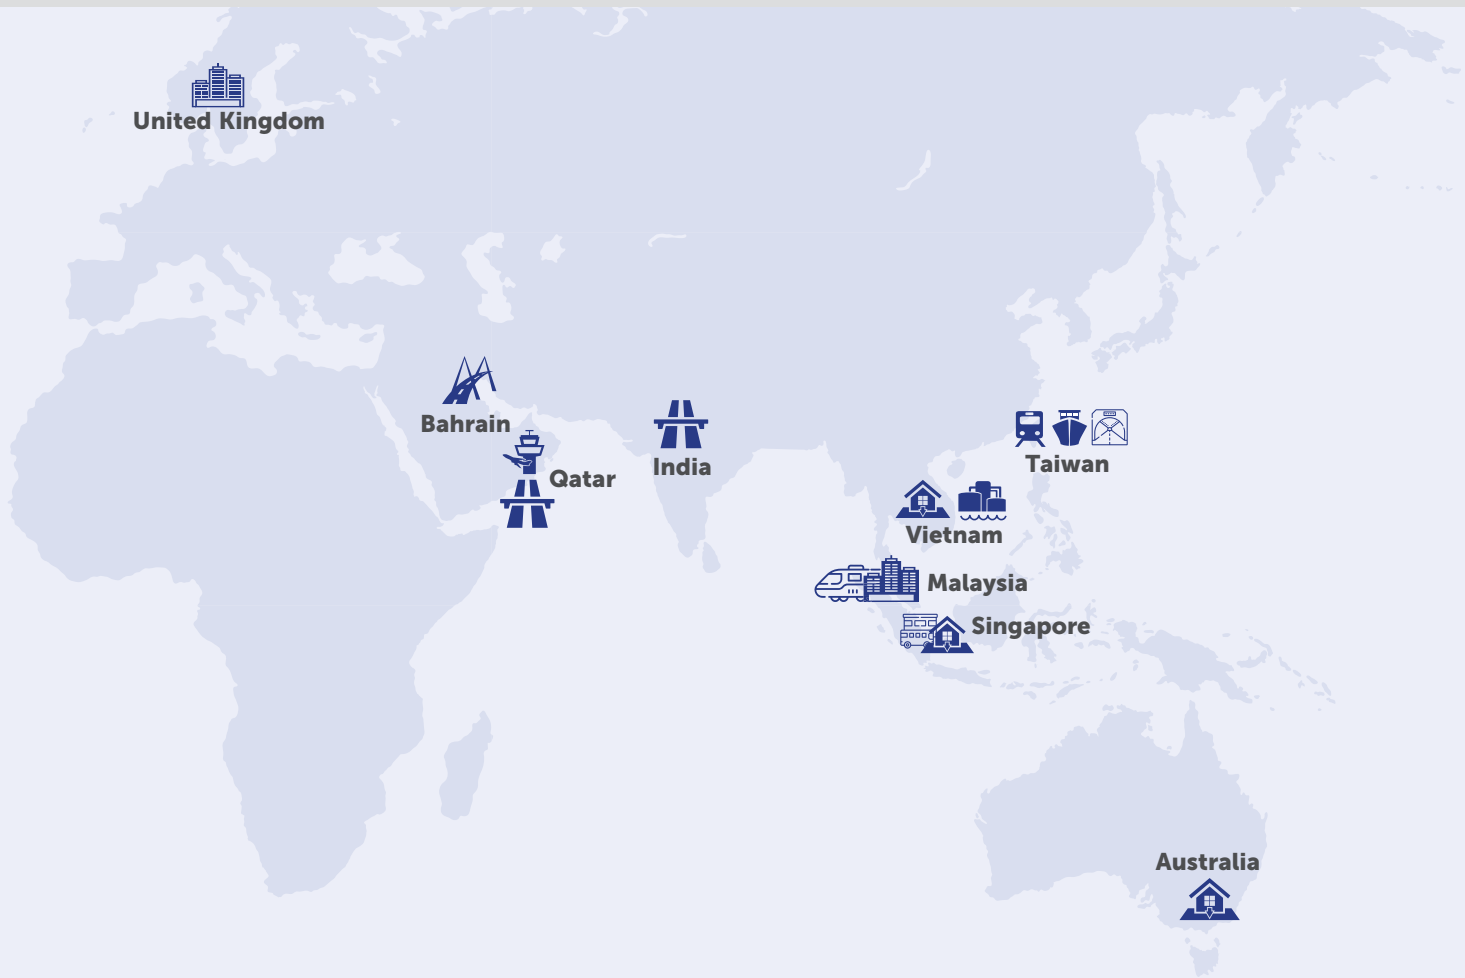 United Kingdom
Bahrain
Qatar
India
Taiwan
Vietnam
Malaysia
Singapore
Australia